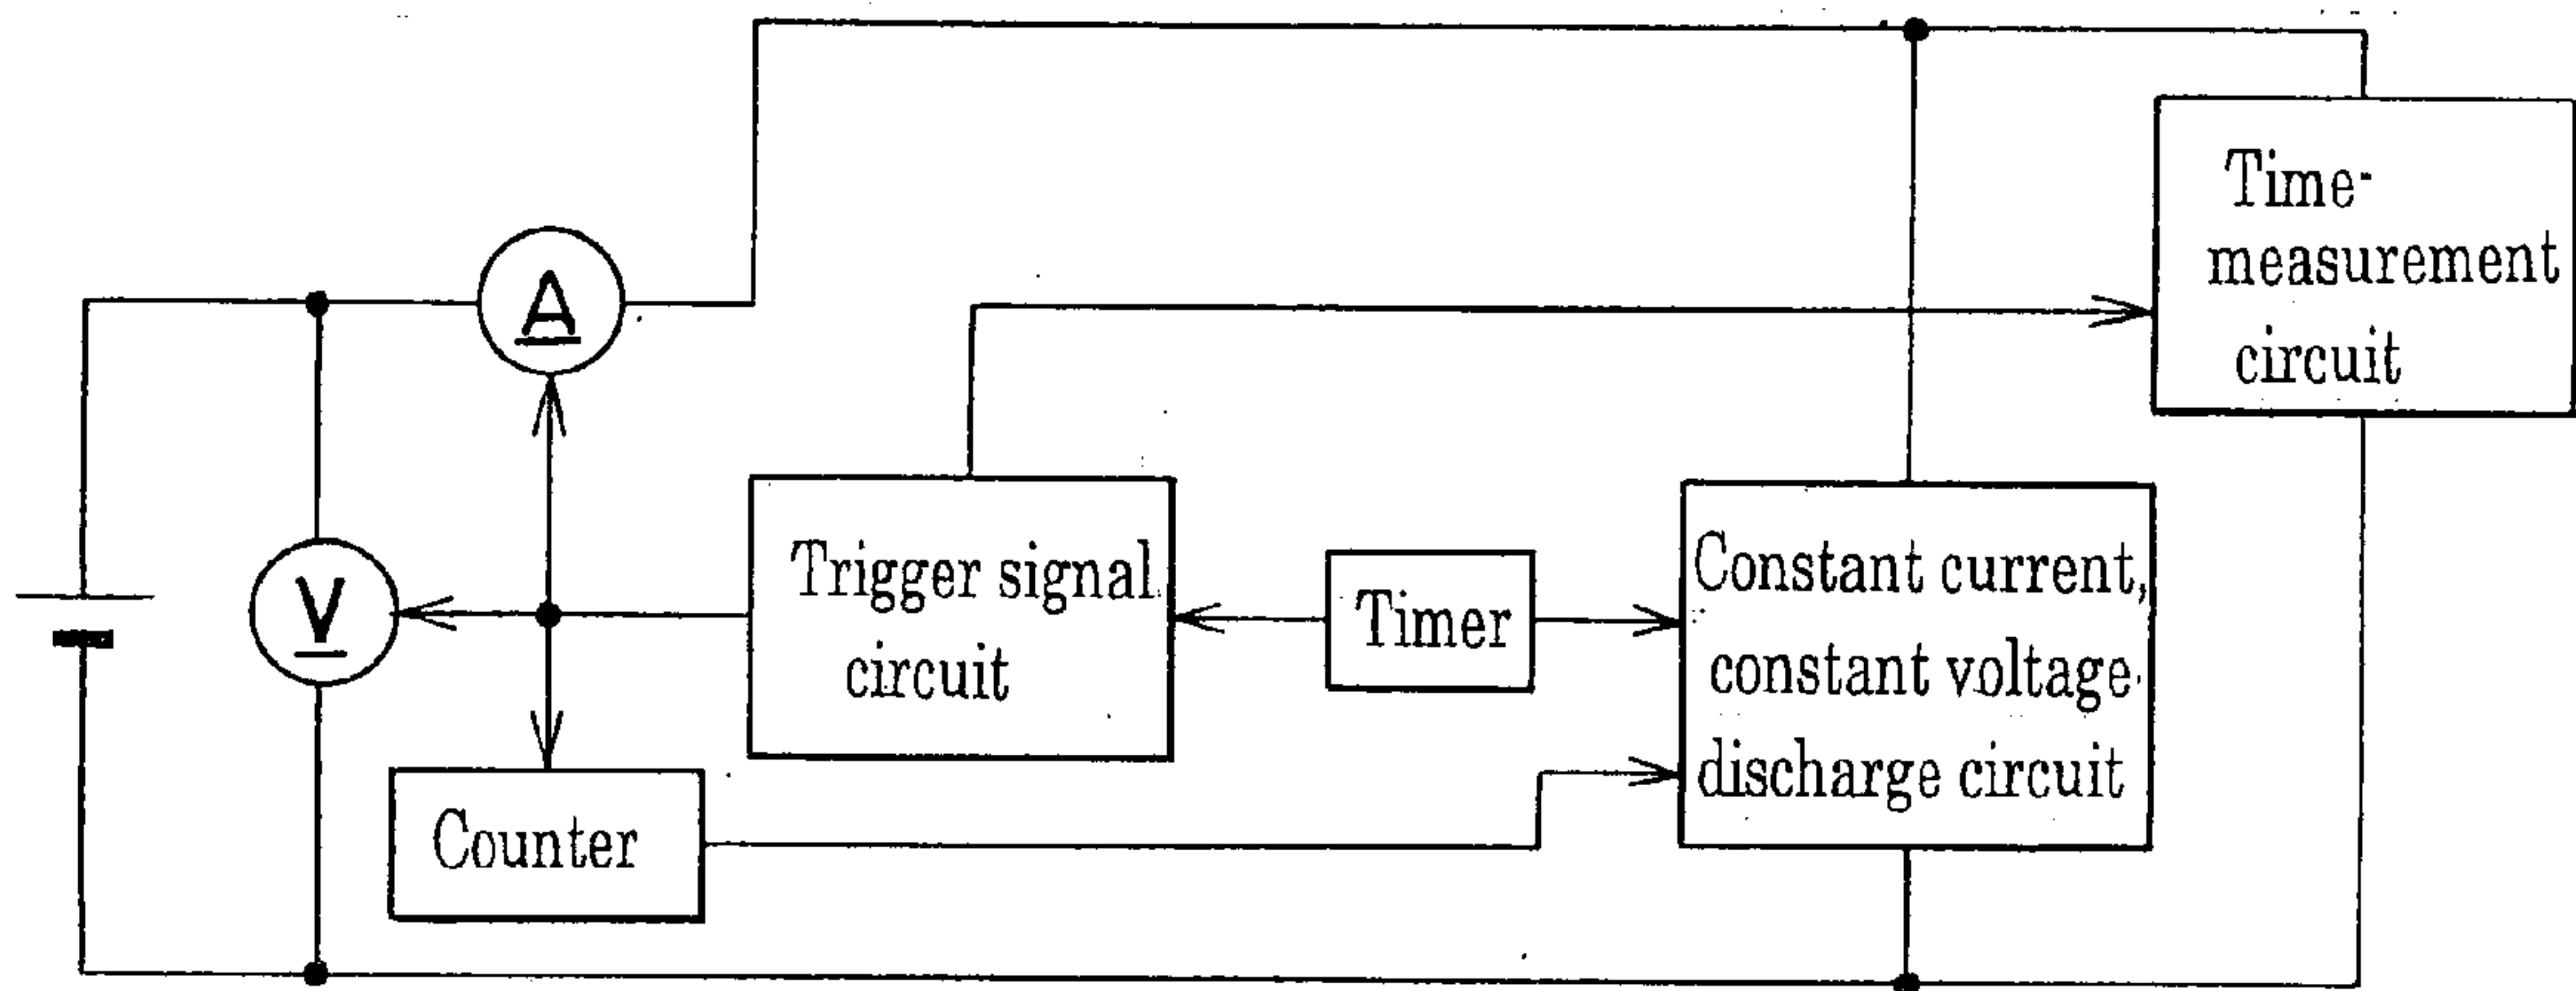 A
V
Time-
measurement
circuit
Trigger signal
circuit
Timer
Constant current,
constant voltage
discharge circuit
Counter